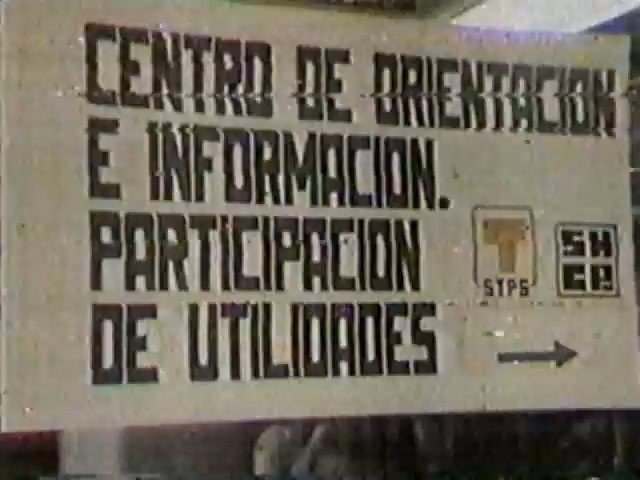 CENTRO DE ORIENTACION
E INFORMACION.
PARTICIPACION
DE UTILIDADES
STPS
SH
CP